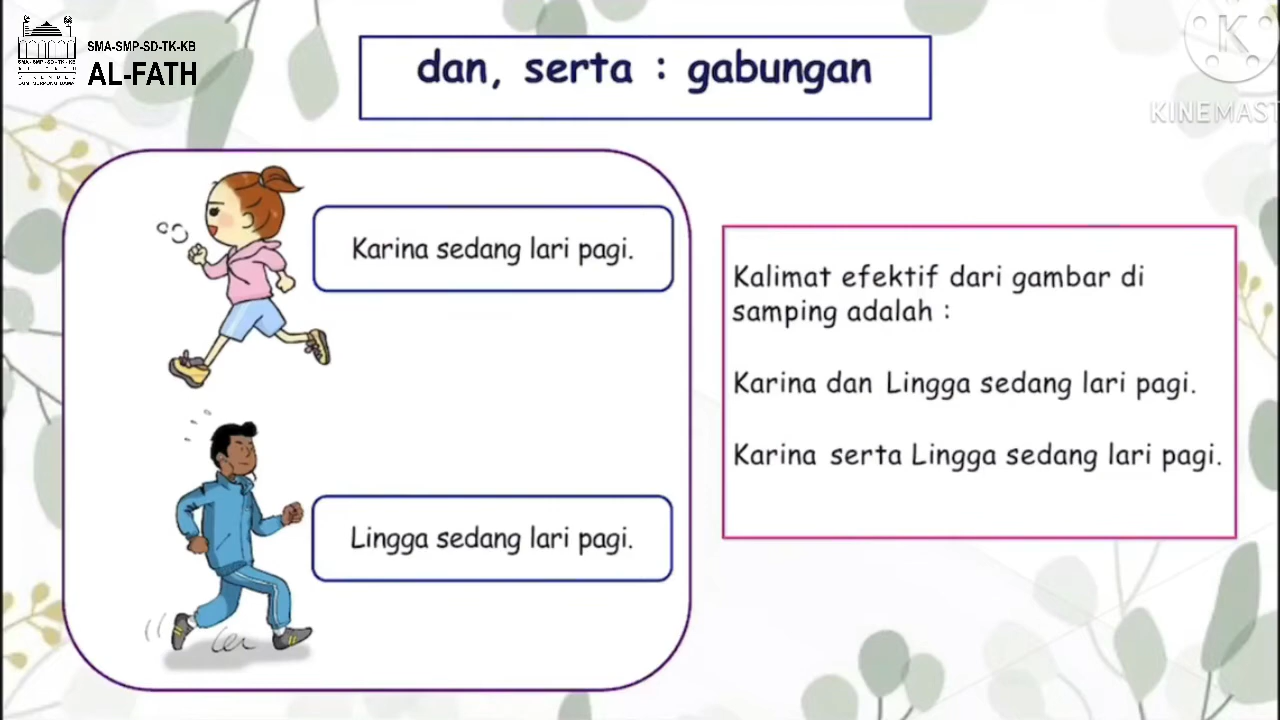 SMA-SMP-SD-TK-KB
AL-FATH
dan, serta : gabungan
KINEMAST
Karina sedang lari pagi.
Lingga sedang lari pagi.
Kalimat efektif dari gambar di
samping adalah :
Karina dan Lingga sedang lari pagi.
Karina serta Lingga sedang lari pagi.